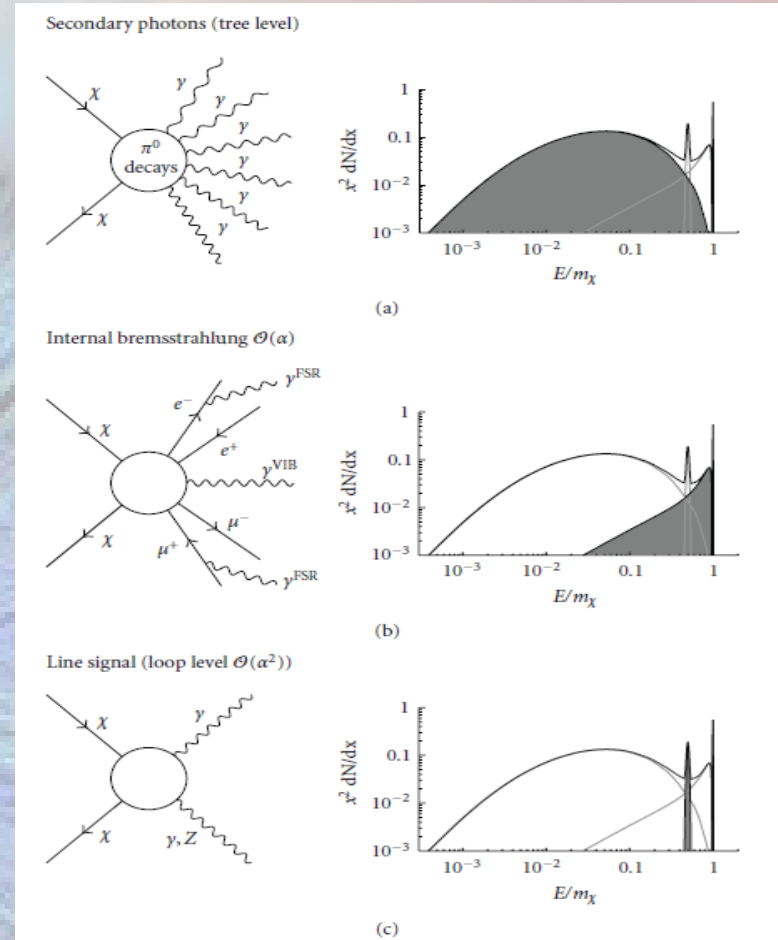 Secondary photons (tree level)
χ
χ
π⁰
decays
γ
γ
γ
γ
γ
γ
x² dN/dx
1
0.1
10⁻²
10⁻³
10⁻³ 10⁻² 0.1 1
E/mχ
(a)
Internal bremsstrahlung 𝒪(α)
χ
χ
e⁻
γ^FSR
e⁺
γ^VIB
μ⁻
μ⁺
γ^FSR
x² dN/dx
1
0.1
10⁻²
10⁻³
10⁻³ 10⁻² 0.1 1
E/mχ
(b)
Line signal (loop level 𝒪(α²))
χ
χ
γ
γ, Z
x² dN/dx
1
0.1
10⁻²
10⁻³
10⁻³ 10⁻² 0.1 1
E/mχ
(c)